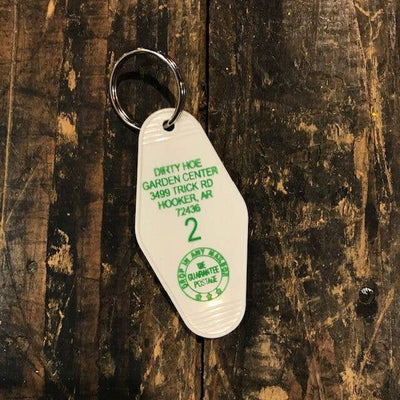 DIRTY HOE
GARDEN CENTER
3499 TRICK RD
HOOKER, AR
72436
2
DROP IN ANY MAILBOX
WE
GUARANTEE
POSTAGE